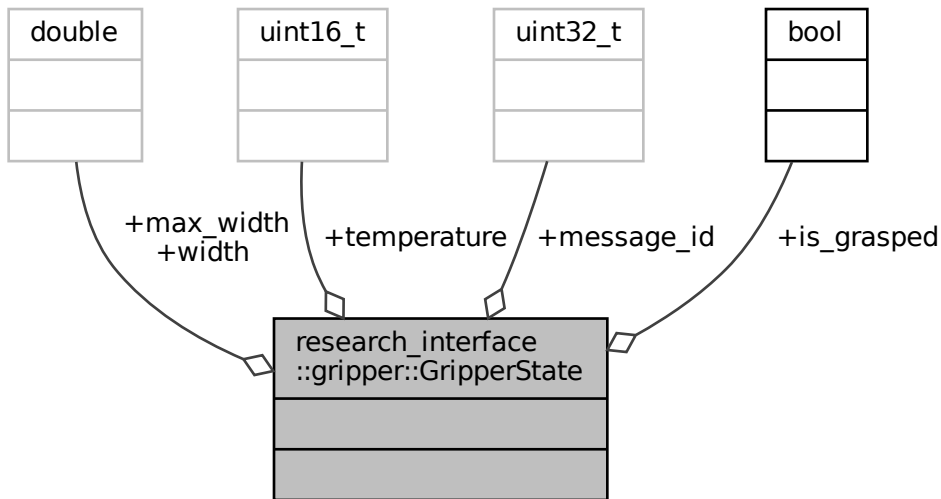 double
uint16_t
uint32_t
bool
+max_width
+width
+temperature
+message_id
+is_grasped
research_interface
::gripper::GripperState